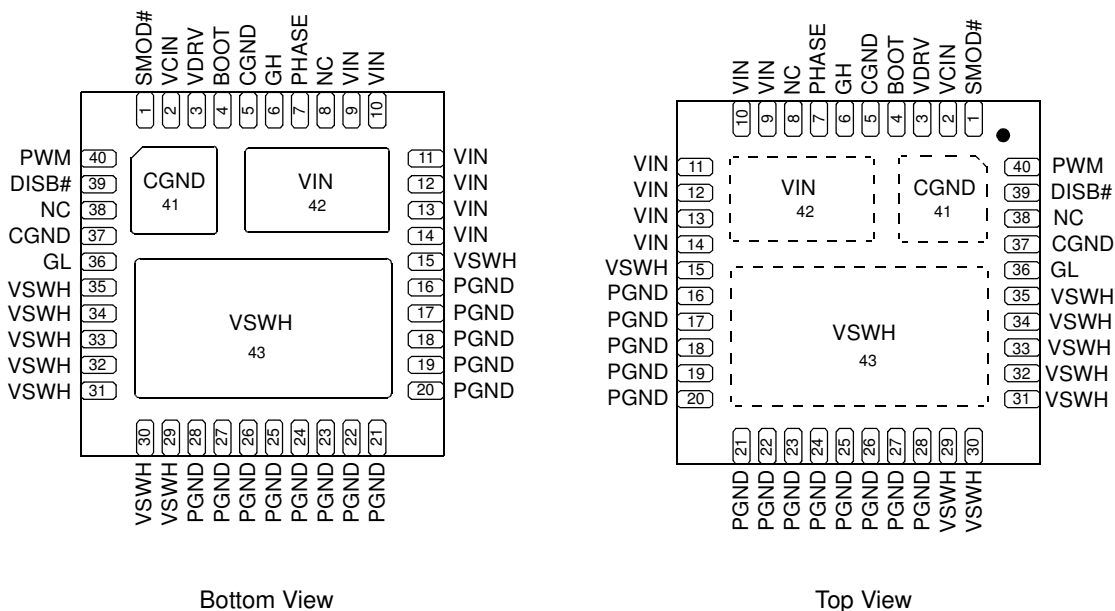 SMOD#
VCIN
VDRV
BOOT
CGND
GH
PHASE
NC
VIN
VIN
1 2 3 4 5 6 7 8 9 10
PWM 40
DISB# 39
NC 38
CGND 37
GL 36
VSWH 35
VSWH 34
VSWH 33
VSWH 32
VSWH 31
CGND
41
VIN
42
VSWH
43
11 VIN
12 VIN
13 VIN
14 VIN
15 VSWH
16 PGND
17 PGND
18 PGND
19 PGND
20 PGND
30 29 28 27 26 25 24 23 22 21
VSWH
VSWH
PGND
PGND
PGND
PGND
PGND
PGND
PGND
PGND
Bottom View
VIN
VIN
NC
PHASE
GH
CGND
BOOT
VDRV
VCIN
SMOD#
10 9 8 7 6 5 4 3 2 1
VIN 11
VIN 12
VIN 13
VIN 14
VSWH 15
PGND 16
PGND 17
PGND 18
PGND 19
PGND 20
VIN
42
CGND
41
VSWH
43
40 PWM
39 DISB#
38 NC
37 CGND
36 GL
35 VSWH
34 VSWH
33 VSWH
32 VSWH
31 VSWH
21 22 23 24 25 26 27 28 29 30
PGND
PGND
PGND
PGND
PGND
PGND
PGND
PGND
VSWH
VSWH
Top View